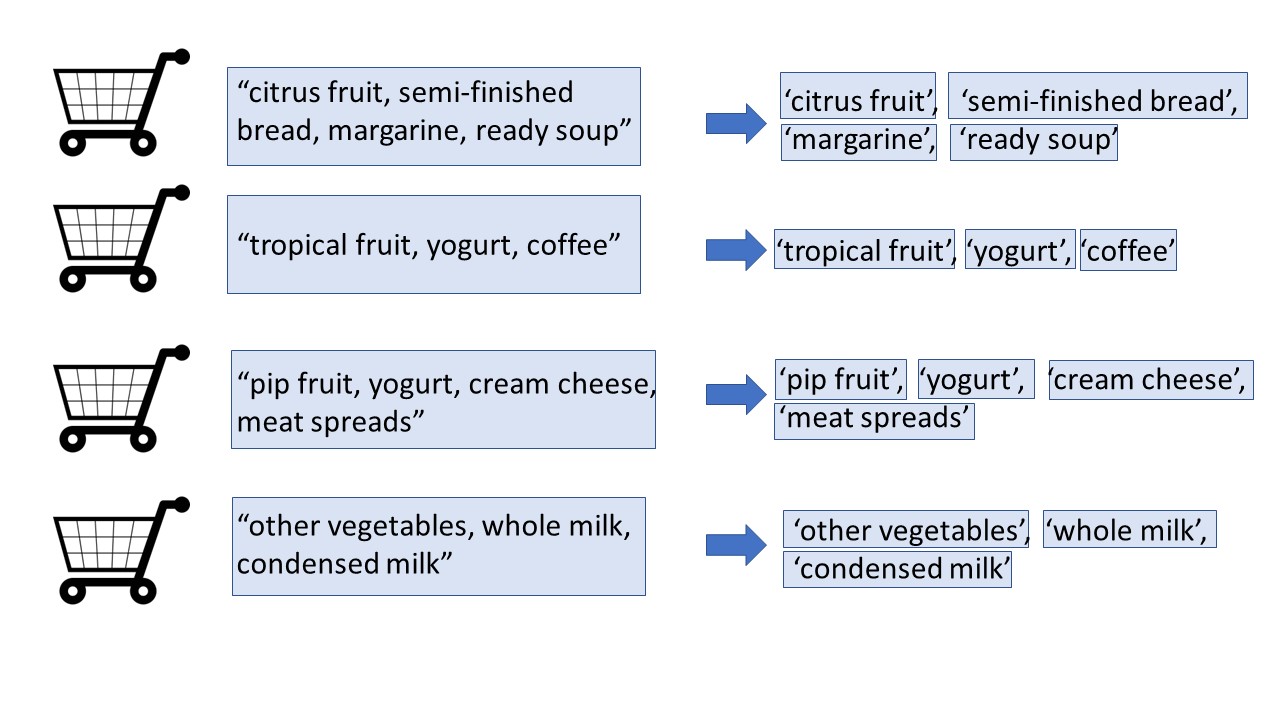 “citrus fruit, semi-finished
bread, margarine, ready soup”
‘citrus fruit’, ‘semi-finished bread’,
‘margarine’, ‘ready soup’
“tropical fruit, yogurt, coffee”
‘tropical fruit’, ‘yogurt’, ‘coffee’
“pip fruit, yogurt, cream cheese,
meat spreads”
‘pip fruit’, ‘yogurt’, ‘cream cheese’,
‘meat spreads’
“other vegetables, whole milk,
condensed milk”
‘other vegetables’, ‘whole milk’,
‘condensed milk’